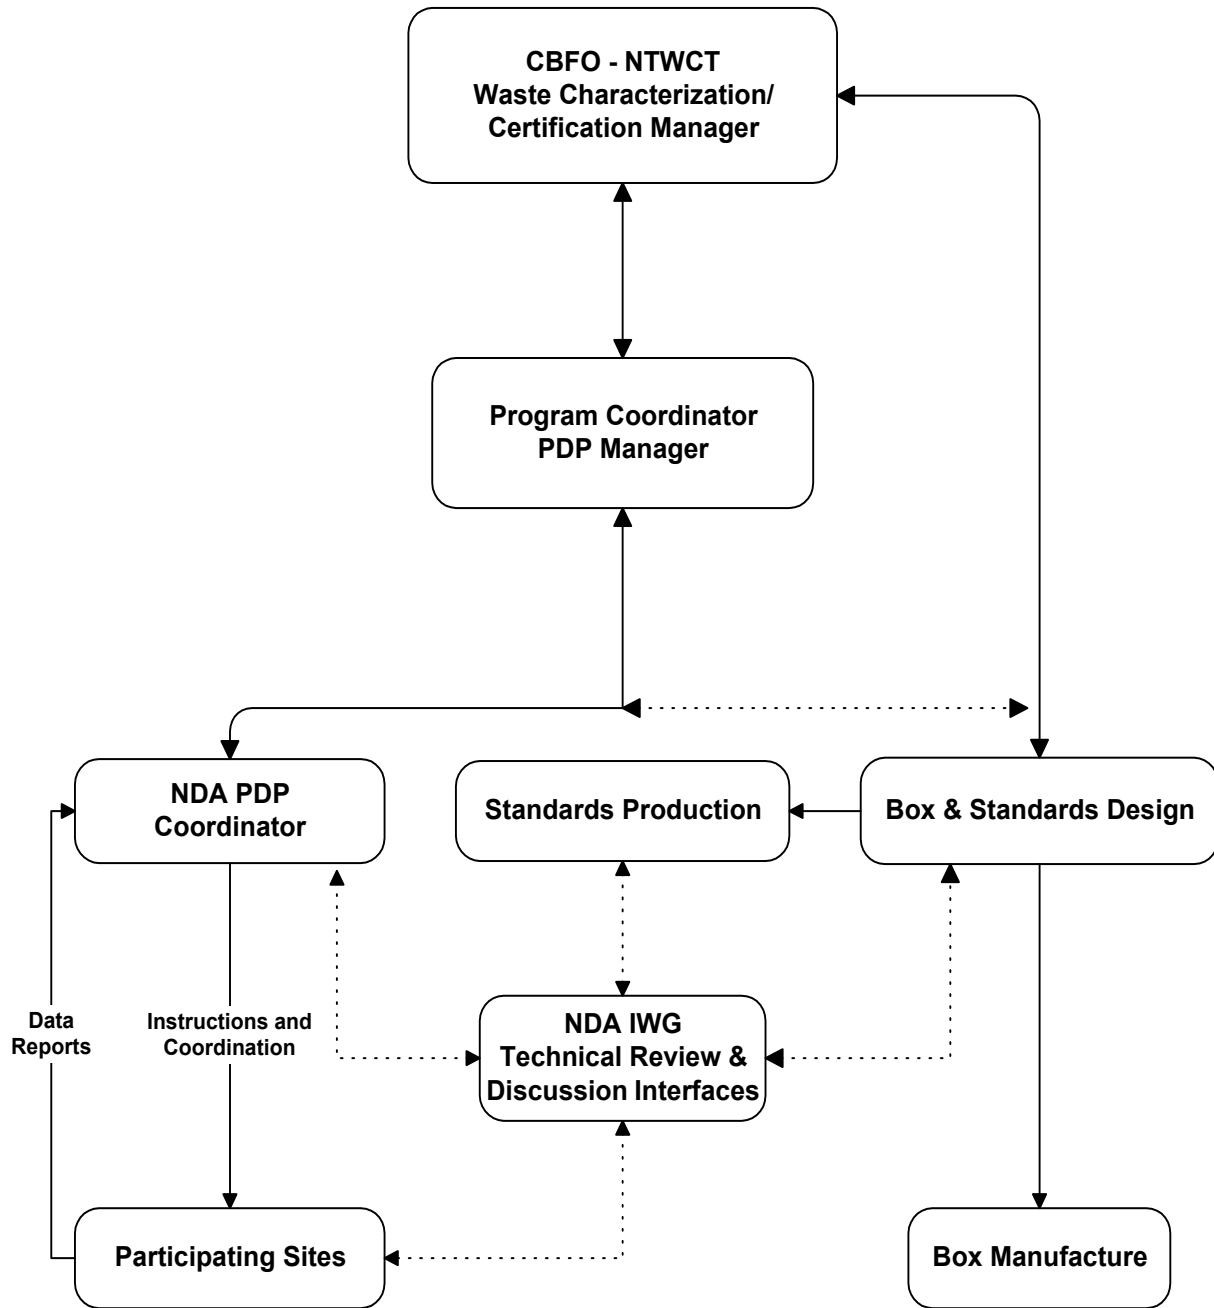 CBFO - NTWCT
Waste Characterization/
Certification Manager
Program Coordinator
PDP Manager
NDA PDP
Coordinator
Standards Production
Box & Standards Design
Data
Reports
Instructions and
Coordination
NDA IWG
Technical Review &
Discussion Interfaces
Participating Sites
Box Manufacture